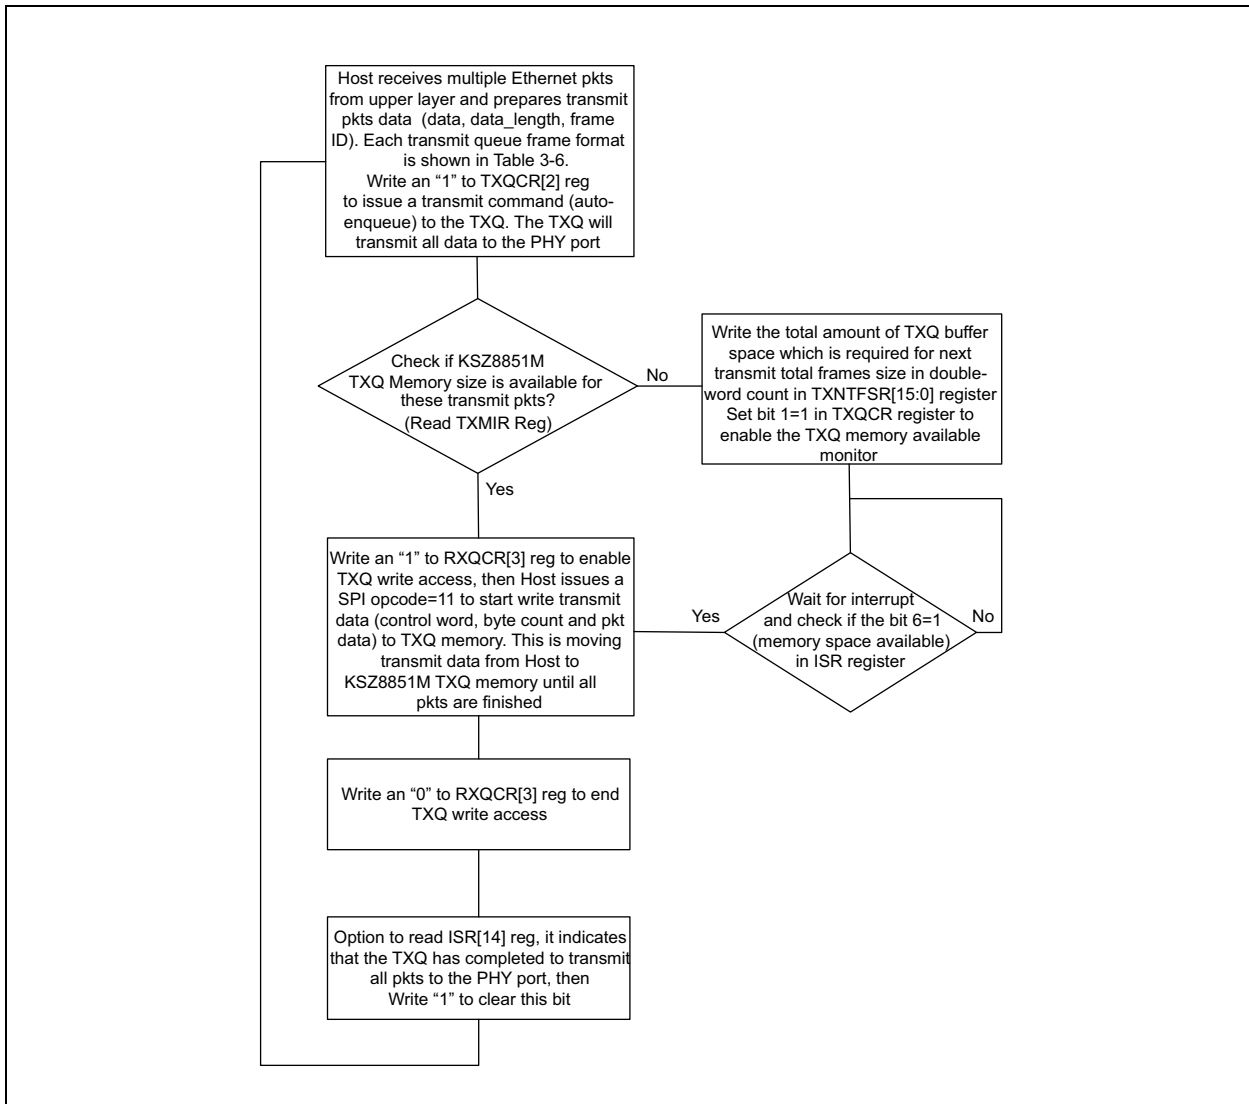 Host receives multiple Ethernet pkts
from upper layer and prepares transmit
pkts data (data, data_length, frame
ID). Each transmit queue frame format
is shown in Table 3-6.
Write an “1” to TXQCR[2] reg
to issue a transmit command (auto-
enqueue) to the TXQ. The TXQ will
transmit all data to the PHY port
Check if KSZ8851M
TXQ Memory size is available for
these transmit pkts?
(Read TXMIR Reg)
No
Write the total amount of TXQ buffer
space which is required for next
transmit total frames size in double-
word count in TXNTFSR[15:0] register
Set bit 1=1 in TXQCR register to
enable the TXQ memory available
monitor
Yes
Write an “1” to RXQCR[3] reg to enable
TXQ write access, then Host issues a
SPI opcode=11 to start write transmit
data (control word, byte count and pkt
data) to TXQ memory. This is moving
transmit data from Host to
KSZ8851M TXQ memory until all
pkts are finished
Yes
Wait for interrupt
and check if the bit 6=1
(memory space available)
in ISR register
No
Write an “0” to RXQCR[3] reg to end
TXQ write access
Option to read ISR[14] reg, it indicates
that the TXQ has completed to transmit
all pkts to the PHY port, then
Write “1” to clear this bit